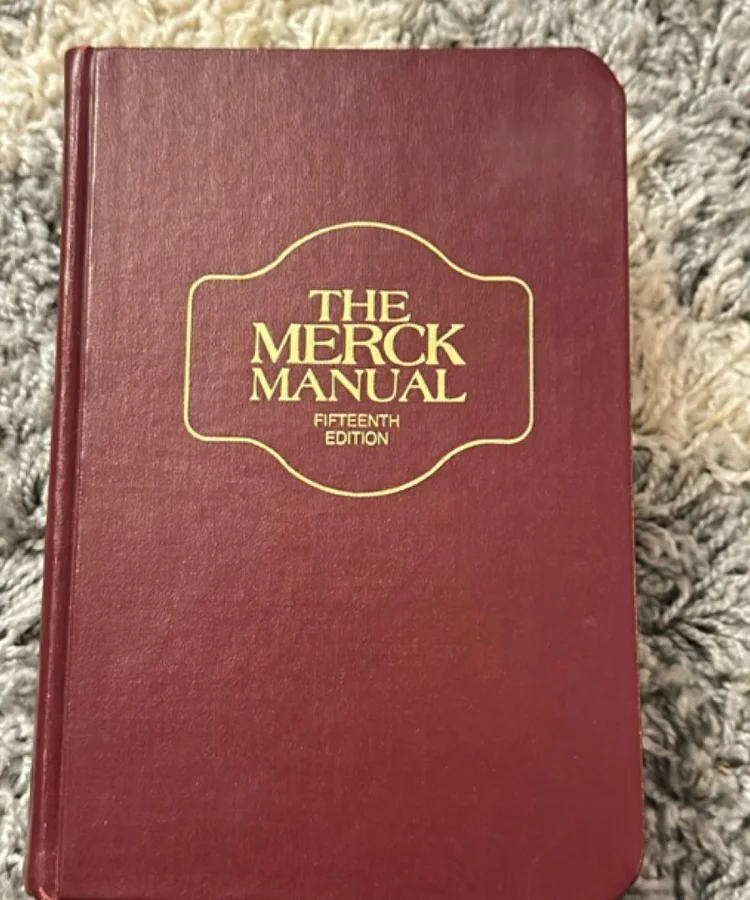 THE
MERCK
MANUAL
FIFTEENTH
EDITION